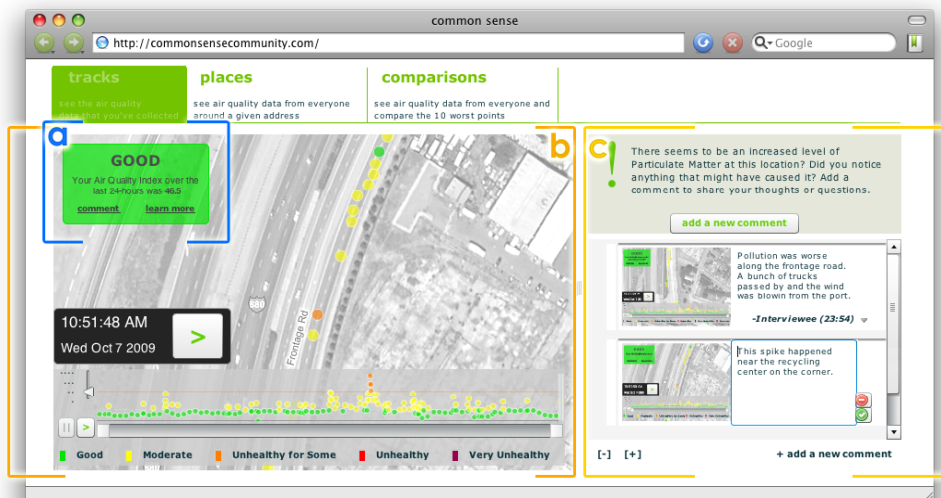 common sense
http://commonsensecommunity.com/
Google
tracks
see the air quality
data that you've collected
places
see air quality data from everyone
around a given address
comparisons
see air quality data from everyone and
compare the 10 worst points
a
GOOD
Your Air Quality Index over the
last 24-hours was 46.5
comment learn more
b
880
Frontage Rd
10:51:48 AM
Wed Oct 7 2009
>
>
Good Moderate Unhealthy for Some Unhealthy Very Unhealthy
c
!
There seems to be an increased level of
Particulate Matter at this location? Did you notice
anything that might have caused it? Add a
comment to share your thoughts or questions.
add a new comment
Pollution was worse
along the frontage road.
A bunch of trucks
passed by and the wind
was blown from the port.
-Interviewee (23:54)
This spike happened
near the recycling
center on the corner.
[-] [+]
+ add a new comment